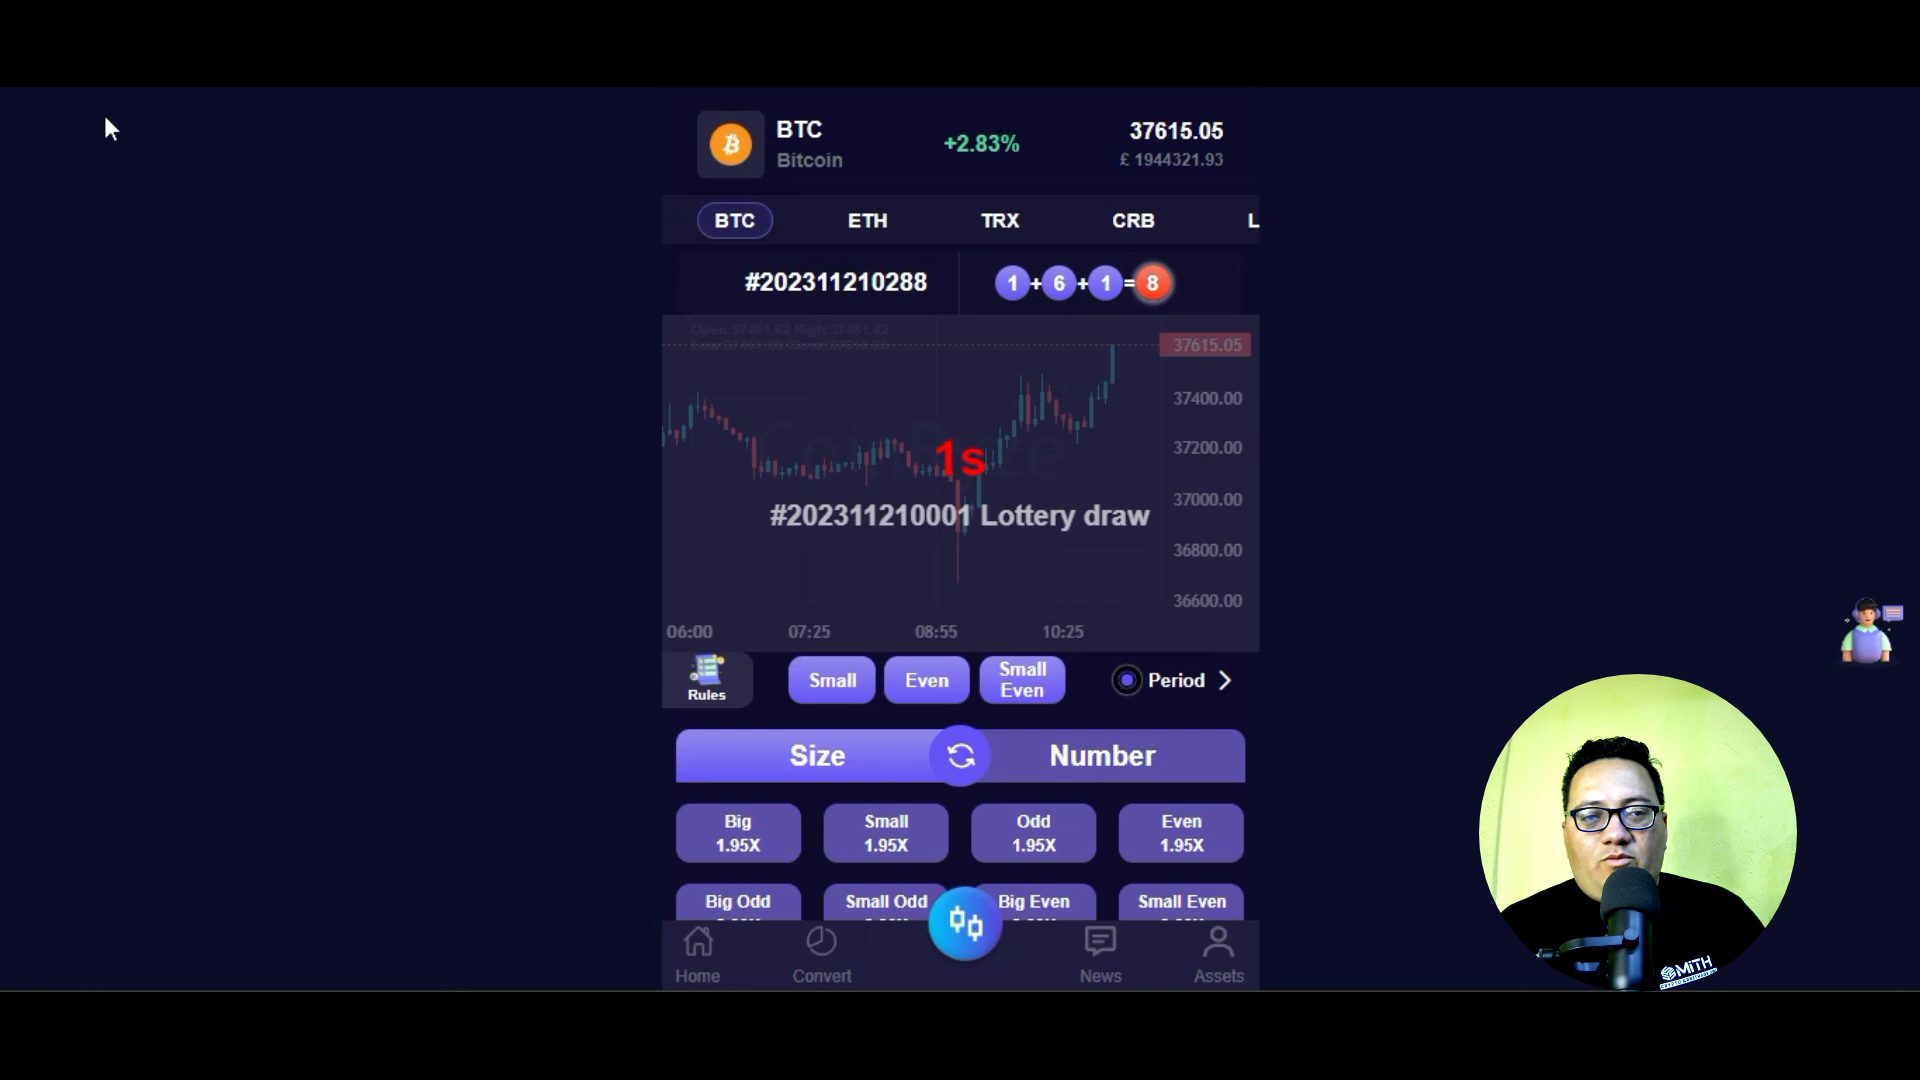 BTC
Bitcoin
+2.83%
37615.05
£ 1944321.93
BTC ETH TRX CRB L
#202311210288
1+6+1=8
37615.05
37400.00
37200.00
37000.00
36800.00
36600.00
1s
#202311210001 Lottery draw
06:00 07:25 08:55 10:25
Rules
Small
Even
Small
Even
Period
Size
Number
Big
1.95X
Small
1.95X
Odd
1.95X
Even
1.95X
Big Odd
Small Odd
Big Even
Small Even
Home
Convert
News
Assets
SMiTH